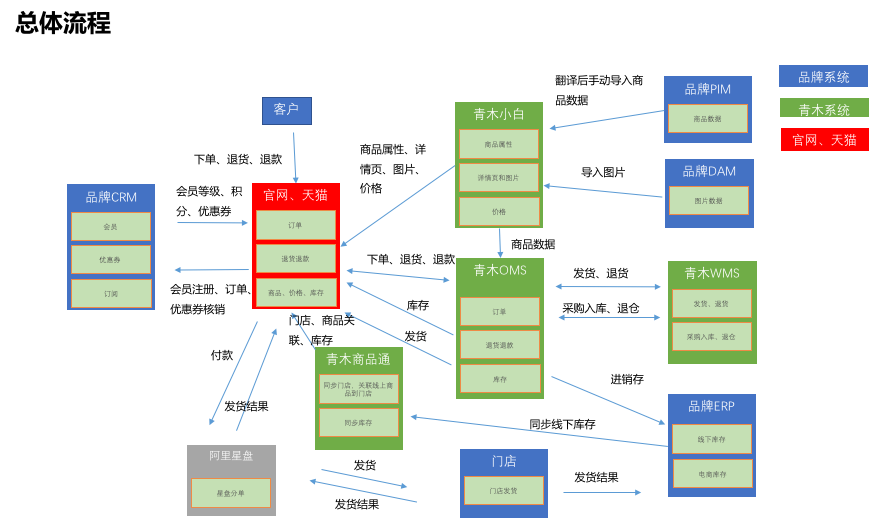 总体流程
品牌系统
青木系统
官网、天猫
客户
下单、退货、退款
品牌CRM
会员
优惠券
订阅
会员等级、积
分、优惠券
会员注册、订单、
优惠券核销
官网、天猫
订单
退货退款
商品、价格、库存
商品属性、详
情页、图片、
价格
青木小白
商品属性
详情页和图片
价格
翻译后手动导入商
品数据
品牌PIM
商品数据
导入图片
品牌DAM
图片数据
商品数据
下单、退货、退款
库存
发货
青木OMS
订单
退货退款
库存
发货、退货
采购入库、退仓
青木WMS
发货、退货
采购入库、退仓
门店、商品关
联、库存
青木商品通
同步门店、关联线上商
品到门店
同步库存
付款
发货结果
进销存
同步线下库存
品牌ERP
线下库存
电商库存
阿里星盘
星盘分单
发货
发货结果
门店
门店发货
发货结果